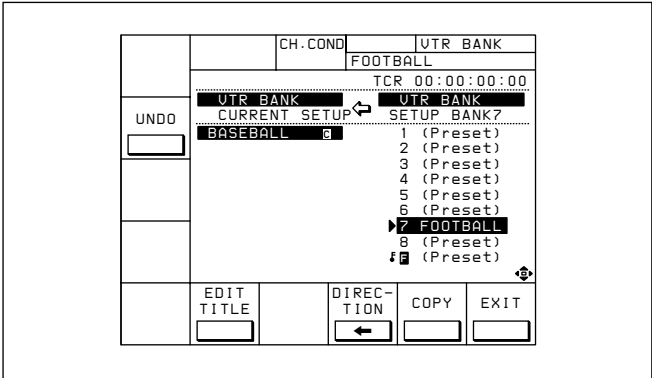 CH.COND VTR BANK
FOOTBALL
TCR 00:00:00:00
VTR BANK VTR BANK
UNDO CURRENT SETUP SETUP BANK7
BASEBALL C 1 (Preset)
2 (Preset)
3 (Preset)
4 (Preset)
5 (Preset)
6 (Preset)
7 FOOTBALL
8 (Preset)
F (Preset)
EDIT TITLE
DIREC-TION
COPY
EXIT